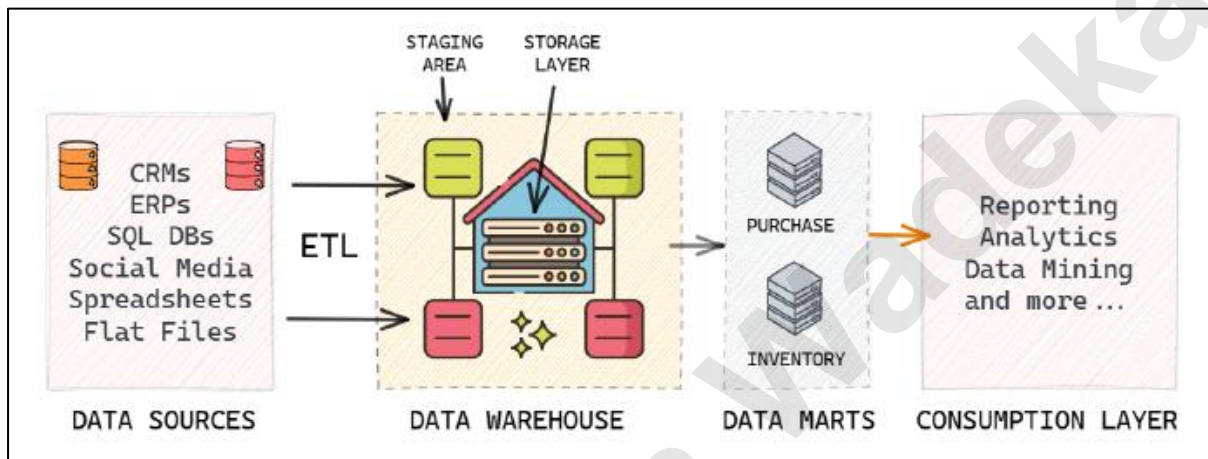 STAGING
AREA
STORAGE
LAYER
CRMs
ERPs
SQL DBs
Social Media
Spreadsheets
Flat Files
ETL
PURCHASE
INVENTORY
Reporting
Analytics
Data Mining
and more ...
DATA SOURCES
DATA WAREHOUSE
DATA MARTS
CONSUMPTION LAYER